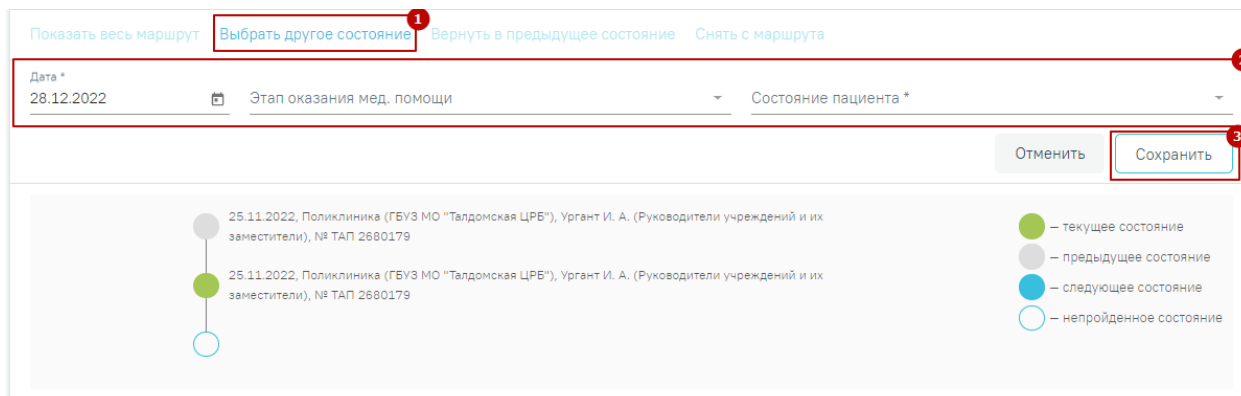 1
Показать весь маршрут Выбрать другое состояние Вернуть в предыдущее состояние Снять с маршрута
2
Дата *
28.12.2022 Этап оказания мед. помощи Состояние пациента *
3
Отменить Сохранить
25.11.2022, Поликлиника (ГБУЗ МО "Талдомская ЦРБ"), Ургант И. А. (Руководители учреждений и их
заместители), № ТАП 2680179
25.11.2022, Поликлиника (ГБУЗ МО "Талдомская ЦРБ"), Ургант И. А. (Руководители учреждений и их
заместители), № ТАП 2680179
– текущее состояние
– предыдущее состояние
– следующее состояние
– непройденное состояние